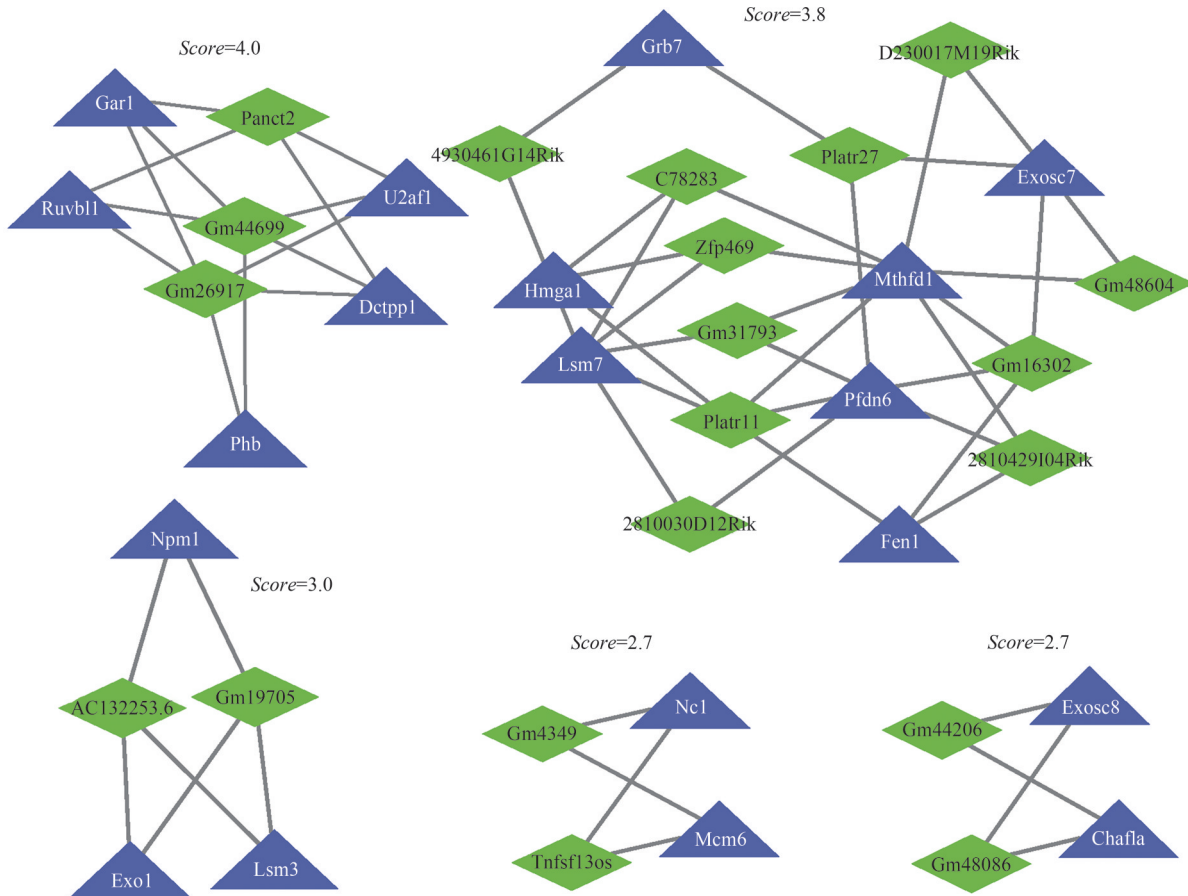 Score=4.0
Gar1
Panct2
Ruvbl1
U2af1
Gm44699
Gm26917
Dctpp1
Phb
Score=3.8
Grb7
D230017M19Rik
4930461G14Rik
Platr27
C78283
Exosc7
Zfp469
Hmga1
Mthfd1
Gm48604
Gm31793
Lsm7
Gm16302
Pfdn6
Platr11
2810429I04Rik
2810030D12Rik
Fen1
Npm1
Score=3.0
AC132253.6
Gm19705
Exo1
Lsm3
Score=2.7
Nc1
Gm4349
Mcm6
Tnfsf13os
Score=2.7
Exosc8
Gm44206
Chafla
Gm48086